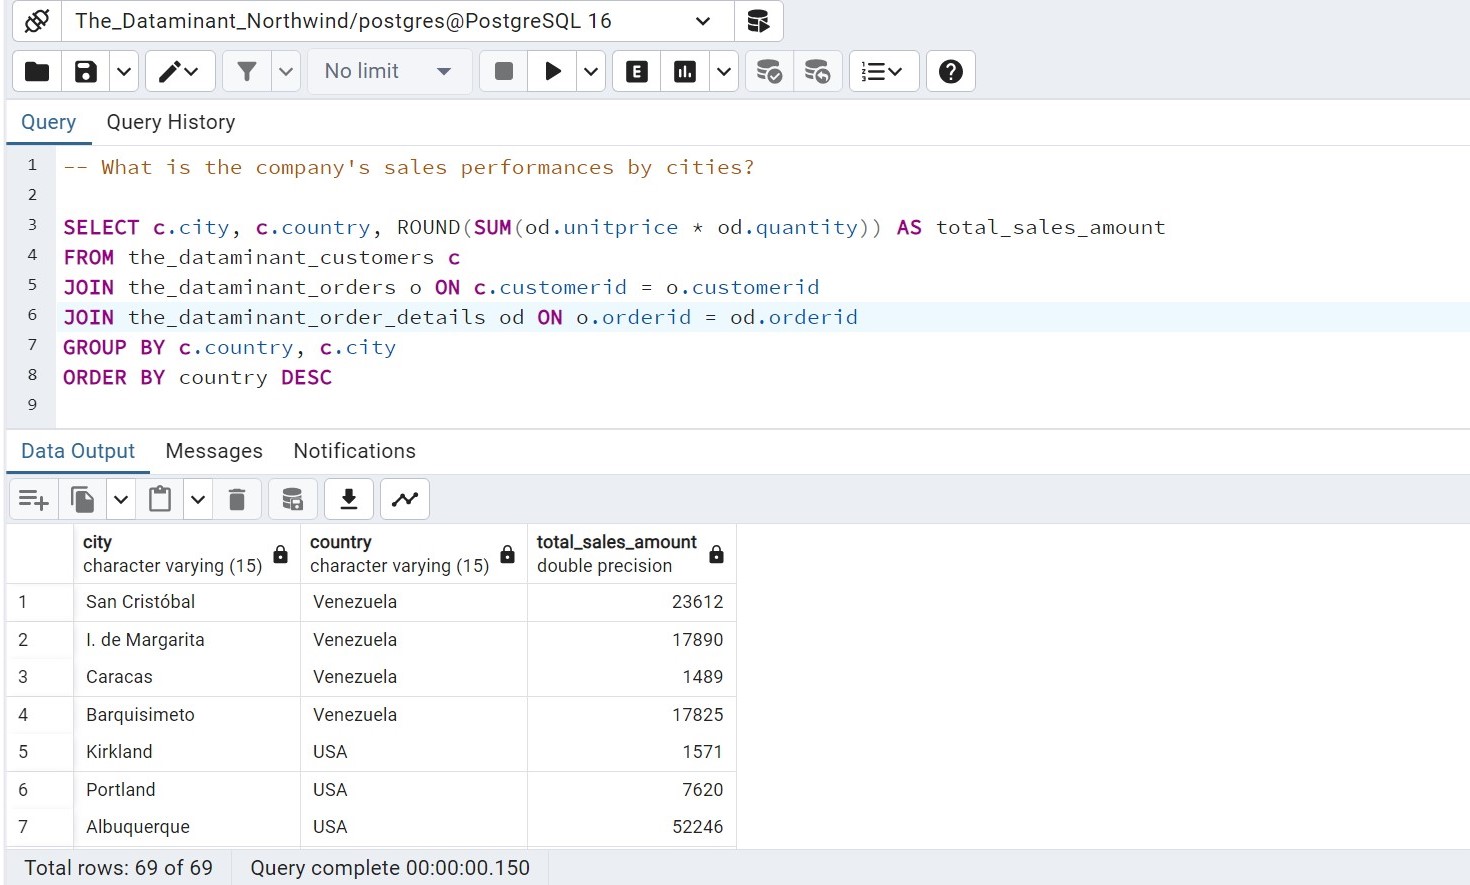 The_Dataminant_Northwind/postgres@PostgreSQL 16
No limit
E
Query Query History
1 -- What is the company's sales performances by cities?
2
3 SELECT c.city, c.country, ROUND(SUM(od.unitprice * od.quantity)) AS total_sales_amount
4 FROM the_dataminant_customers c
5 JOIN the_dataminant_orders o ON c.customerid = o.customerid
6 JOIN the_dataminant_order_details od ON o.orderid = od.orderid
7 GROUP BY c.country, c.city
8 ORDER BY country DESC
9
Data Output Messages Notifications
city country total_sales_amount
character varying (15) character varying (15) double precision
1 San Cristóbal Venezuela 23612
2 I. de Margarita Venezuela 17890
3 Caracas Venezuela 1489
4 Barquisimeto Venezuela 17825
5 Kirkland USA 1571
6 Portland USA 7620
7 Albuquerque USA 52246
Total rows: 69 of 69 Query complete 00:00:00.150